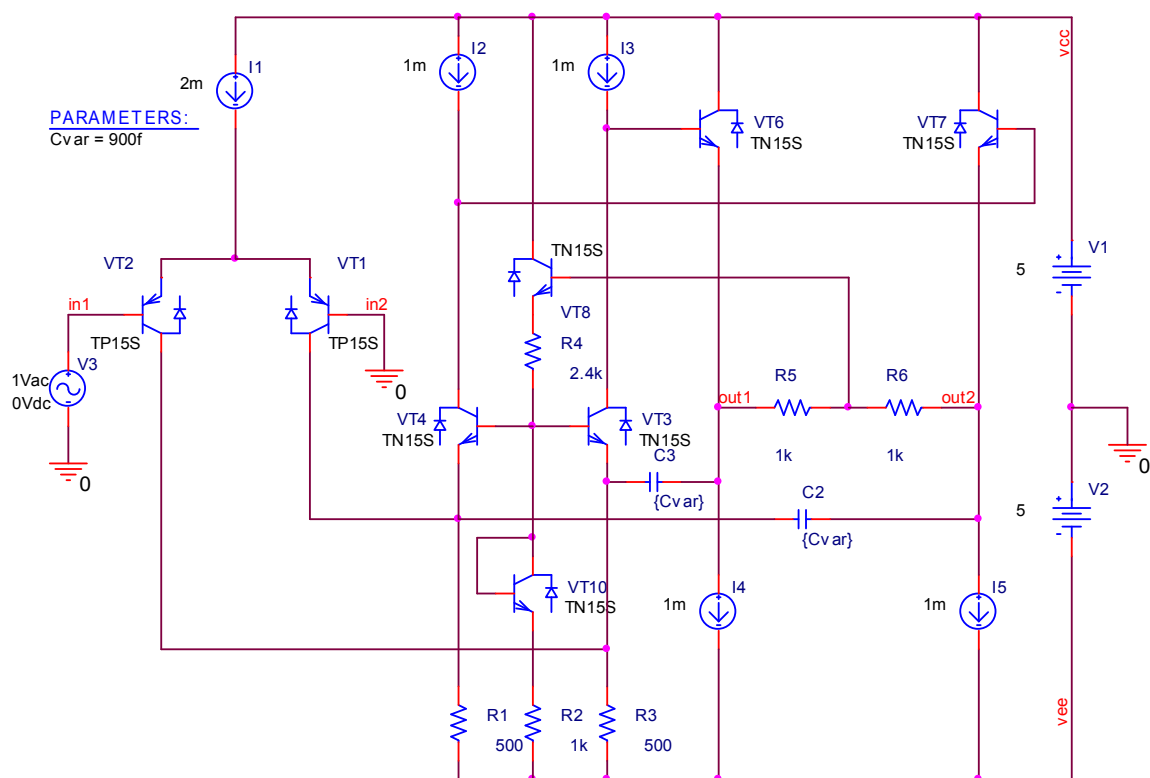 I1
2m
PARAMETERS:
Cvar = 900f
I2
1m
I3
1m
VT6
TN15S
VT7
TN15S
vcc
V1
5
VT2
VT1
TN15S
in1
in2
VT8
TP15S
TP15S
R4
2.4k
0
V3
1Vac
0Vdc
0
R5
1k
R6
1k
out1
out2
VT4
TN15S
VT3
TN15S
0
C3
{Cvar}
C2
{Cvar}
V2
5
VT10
TN15S
I4
1m
I5
1m
R1
500
R2
1k
R3
500
vee